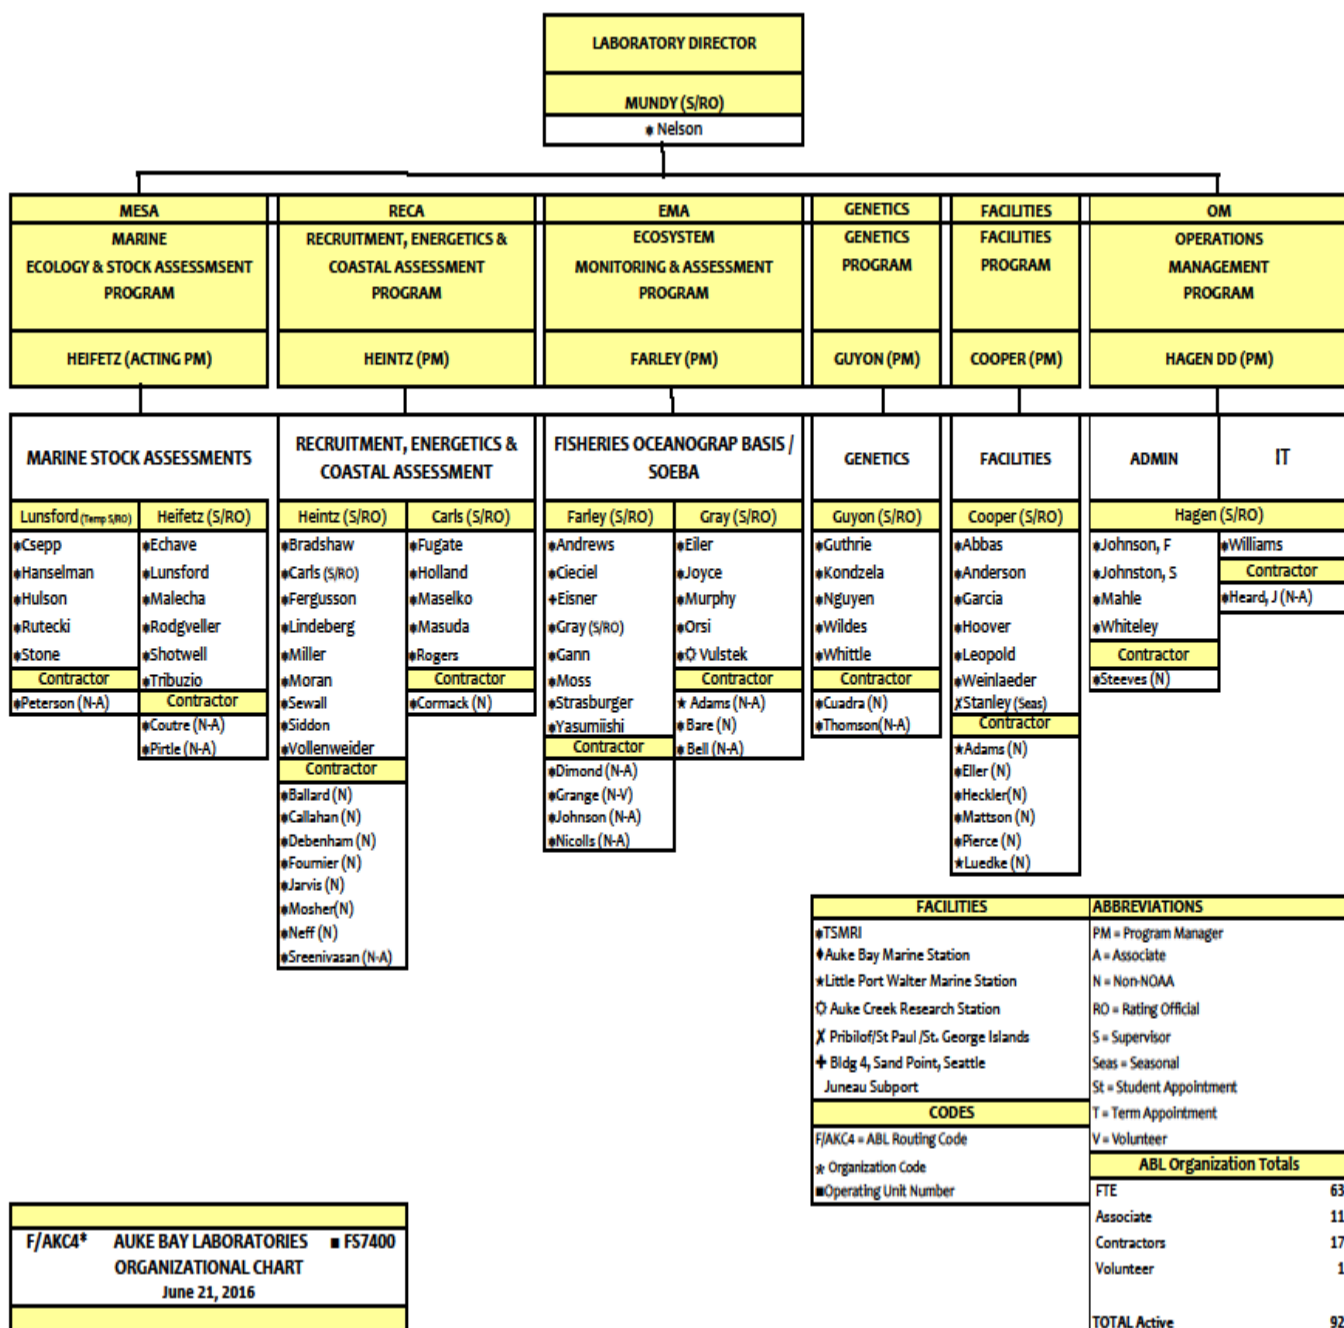 LABORATORY DIRECTOR
MUNDY (S/RO)
* Nelson
MESA
MARINE
ECOLOGY & STOCK ASSESSMSENT
PROGRAM
HEIFETZ (ACTING PM)
RECA
RECRUITMENT, ENERGETICS &
COASTAL ASSESSMENT
PROGRAM
HEINTZ (PM)
EMA
ECOSYSTEM
MONITORING & ASSESSMENT
PROGRAM
FARLEY (PM)
GENETICS
GENETICS
PROGRAM
GUYON (PM)
FACILITIES
FACILITIES
PROGRAM
COOPER (PM)
OM
OPERATIONS
MANAGEMENT
PROGRAM
HAGEN DD (PM)
MARINE STOCK ASSESSMENTS
Lunsford (Temp S/RO)
*Csepp
*Hanselman
*Hulson
*Rutecki
*Stone
Contractor
*Peterson (N-A)
Heifetz (S/RO)
*Echave
*Lunsford
*Malecha
*Rodgveller
*Shotwell
*Tribuzio
Contractor
*Coutre (N-A)
*Pirtle (N-A)
RECRUITMENT, ENERGETICS &
COASTAL ASSESSMENT
Heintz (S/RO)
*Bradshaw
*Carls (S/RO)
*Fergusson
*Lindeberg
*Miller
*Moran
*Sewall
*Siddon
*Vollenweider
Contractor
*Ballard (N)
*Callahan (N)
*Debenham (N)
*Fournier (N)
*Jarvis (N)
*Mosher(N)
*Neff (N)
*Sreenivasan (N-A)
Carls (S/RO)
*Fugate
*Holland
*Maselko
*Masuda
*Rogers
Contractor
*Cormack (N)
FISHERIES OCEANOGRAP BASIS /
SOEBA
Farley (S/RO)
*Andrews
*Cieciel
+Eisner
*Gray (S/RO)
*Gann
*Moss
*Strasburger
*Yasumiishi
Contractor
*Dimond (N-A)
*Grange (N-V)
*Johnson (N-A)
*Nicolls (N-A)
Gray (S/RO)
*Eiler
*Joyce
*Murphy
*Orsi
*☼ Vulstek
Contractor
★ Adams (N-A)
* Bare (N)
* Bell (N-A)
GENETICS
Guyon (S/RO)
*Guthrie
*Kondzela
*Nguyen
*Wildes
*Whittle
Contractor
*Cuadra (N)
*Thomson(N-A)
FACILITIES
Cooper (S/RO)
*Abbas
*Anderson
*Garcia
*Hoover
*Leopold
*Weinlaeder
✗Stanley (Seas)
Contractor
★Adams (N)
*Eller (N)
*Heckler(N)
*Mattson (N)
*Pierce (N)
★Luedke (N)
ADMIN
IT
Hagen (S/RO)
*Johnson, F
*Johnston, S
*Mahle
*Whiteley
Contractor
*Steeves (N)
*Williams
Contractor
*Heard, J (N-A)
FACILITIES
*TSMRI
♦Auke Bay Marine Station
★Little Port Walter Marine Station
☼ Auke Creek Research Station
✗ Pribilof/St Paul /St. George Islands
+ Bldg 4, Sand Point, Seattle
Juneau Subport
CODES
F/AKC4 = ABL Routing Code
* Organization Code
■Operating Unit Number
ABBREVIATIONS
PM = Program Manager
A = Associate
N = Non-NOAA
RO = Rating Official
S = Supervisor
Seas = Seasonal
St = Student Appointment
T = Term Appointment
V = Volunteer
ABL Organization Totals
FTE 63
Associate 11
Contractors 17
Volunteer 1
TOTAL Active 92
F/AKC4* AUKE BAY LABORATORIES ■ FS7400
ORGANIZATIONAL CHART
June 21, 2016